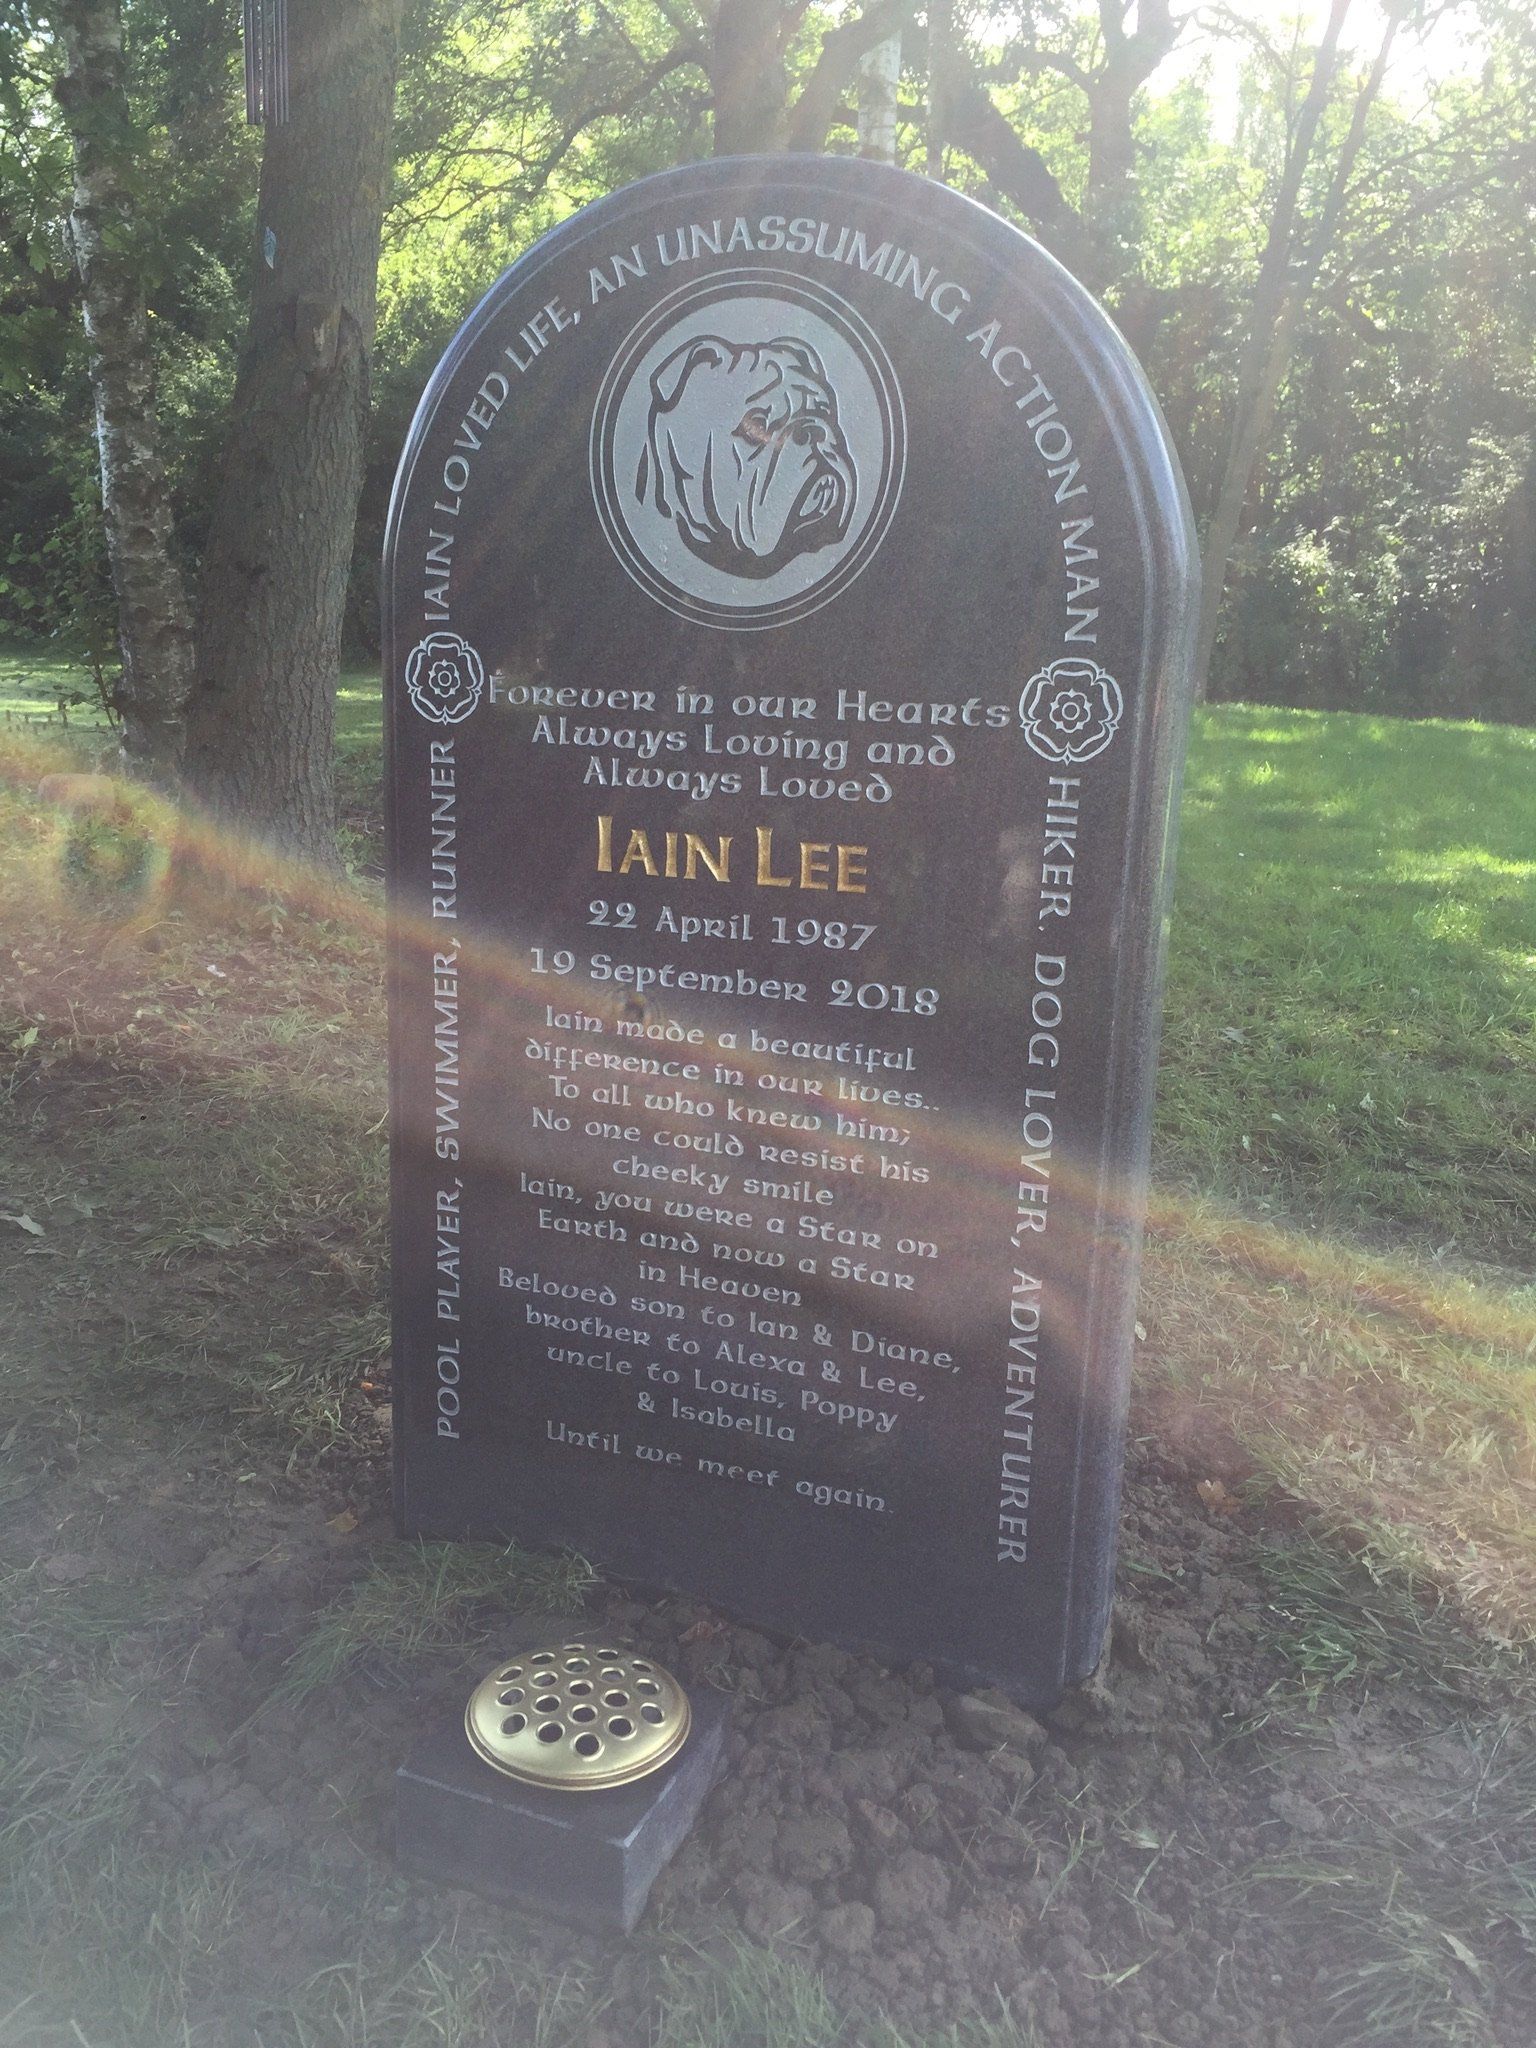 IAIN LOVED LIFE, AN UNASSUMING ACTION MAN
Forever in our Hearts
Always Loving and
Always Loved
IAIN LEE
22 April 1987
19 September 2018
Iain made a beautiful
difference in our lives..
To all who knew him;
No one could resist his
cheeky smile
Iain, you were a Star on
Earth and now a Star
in Heaven
Beloved son to Ian & Diane,
brother to Alexa & Lee,
uncle to Louis, Poppy
& Isabella
Until we meet again.
POOL PLAYER, SWIMMER, RUNNER
HIKER, DOG LOVER, ADVENTURER